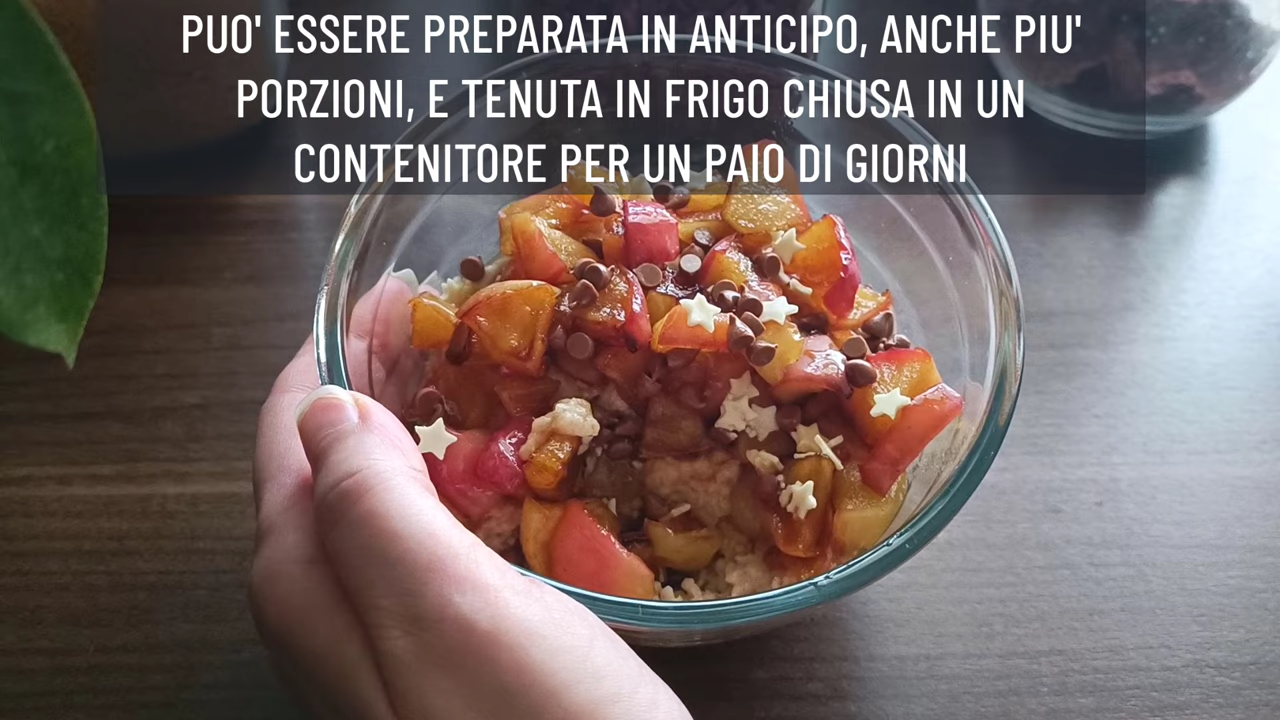 PUO' ESSERE PREPARATA IN ANTICIPO, ANCHE PIU'
PORZIONI, E TENUTA IN FRIGO CHIUSA IN UN
CONTENITORE PER UN PAIO DI GIORNI